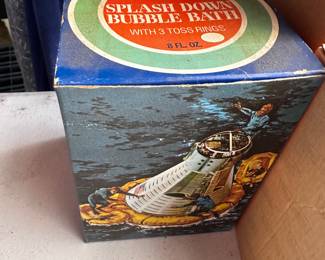 SPLASH DOWN
BUBBLE BATH
WITH 3 TOSS RINGS
8 FL. OZ.